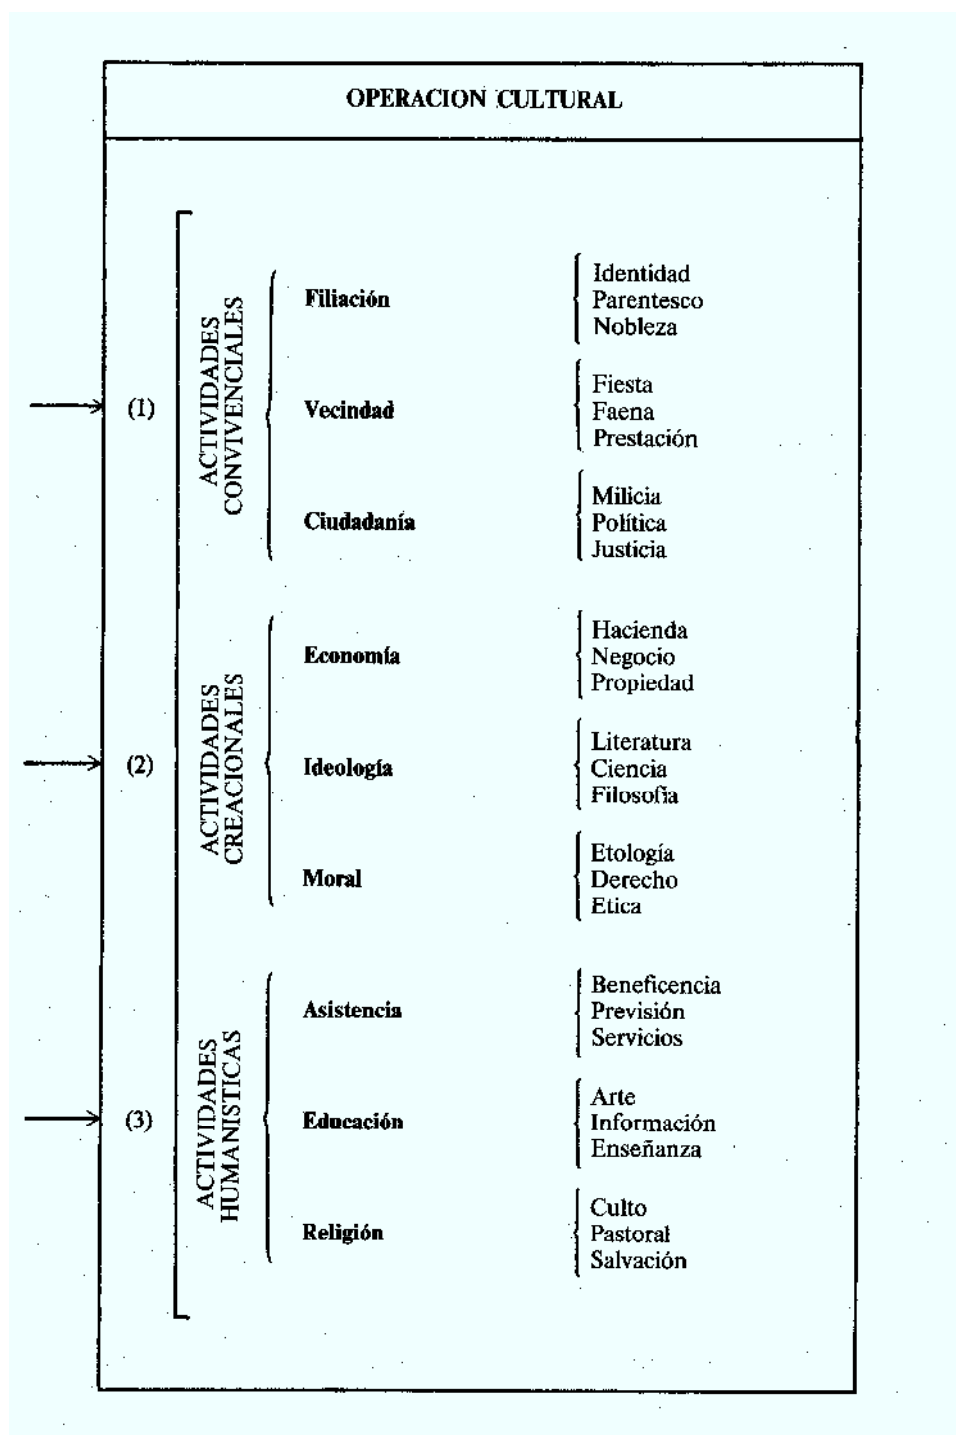 OPERACION CULTURAL
(1)
ACTIVIDADES
CONVIVENCIALES
Filiación
Identidad
Parentesco
Nobleza
Vecindad
Fiesta
Faena
Prestación
Ciudadanía
Milicia
Política
Justicia
(2)
ACTIVIDADES
CREACIONALES
Economía
Hacienda
Negocio
Propiedad
Ideología
Literatura
Ciencia
Filosofía
Moral
Etología
Derecho
Etica
(3)
ACTIVIDADES
HUMANISTICAS
Asistencia
Beneficencia
Previsión
Servicios
Educación
Arte
Información
Enseñanza
Religión
Culto
Pastoral
Salvación